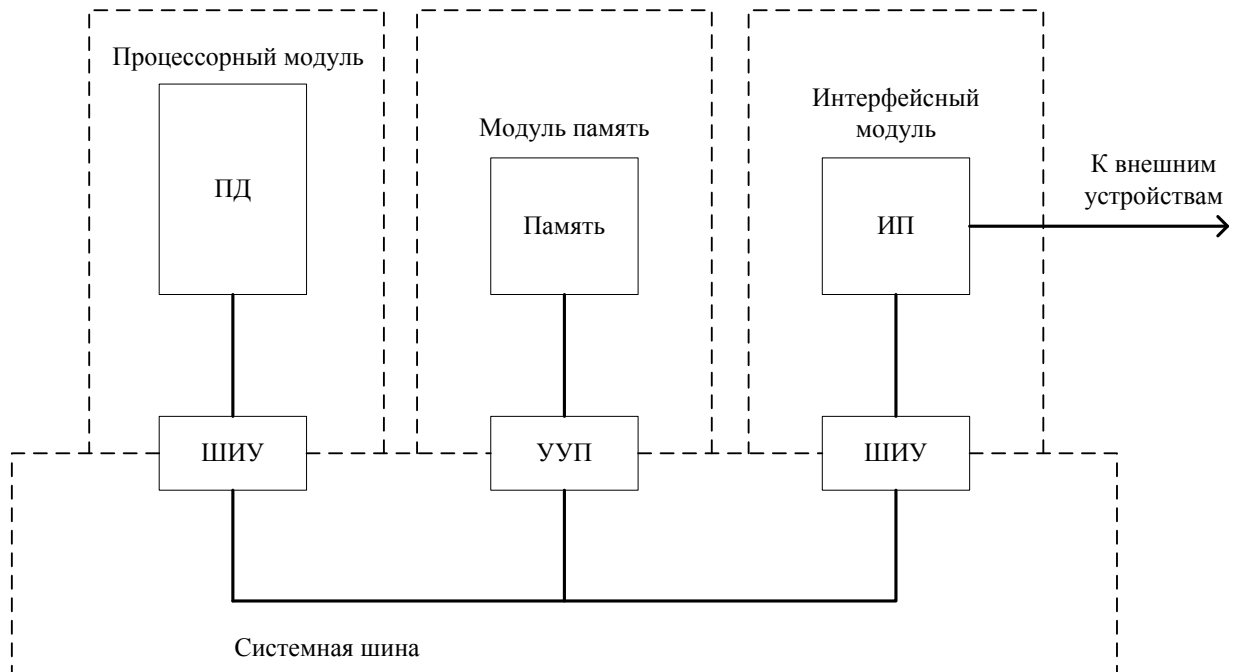 Процессорный модуль
ПД
ШИУ
Модуль память
Память
УУП
Интерфейсный
модуль
ИП
ШИУ
К внешним
устройствам
Системная шина